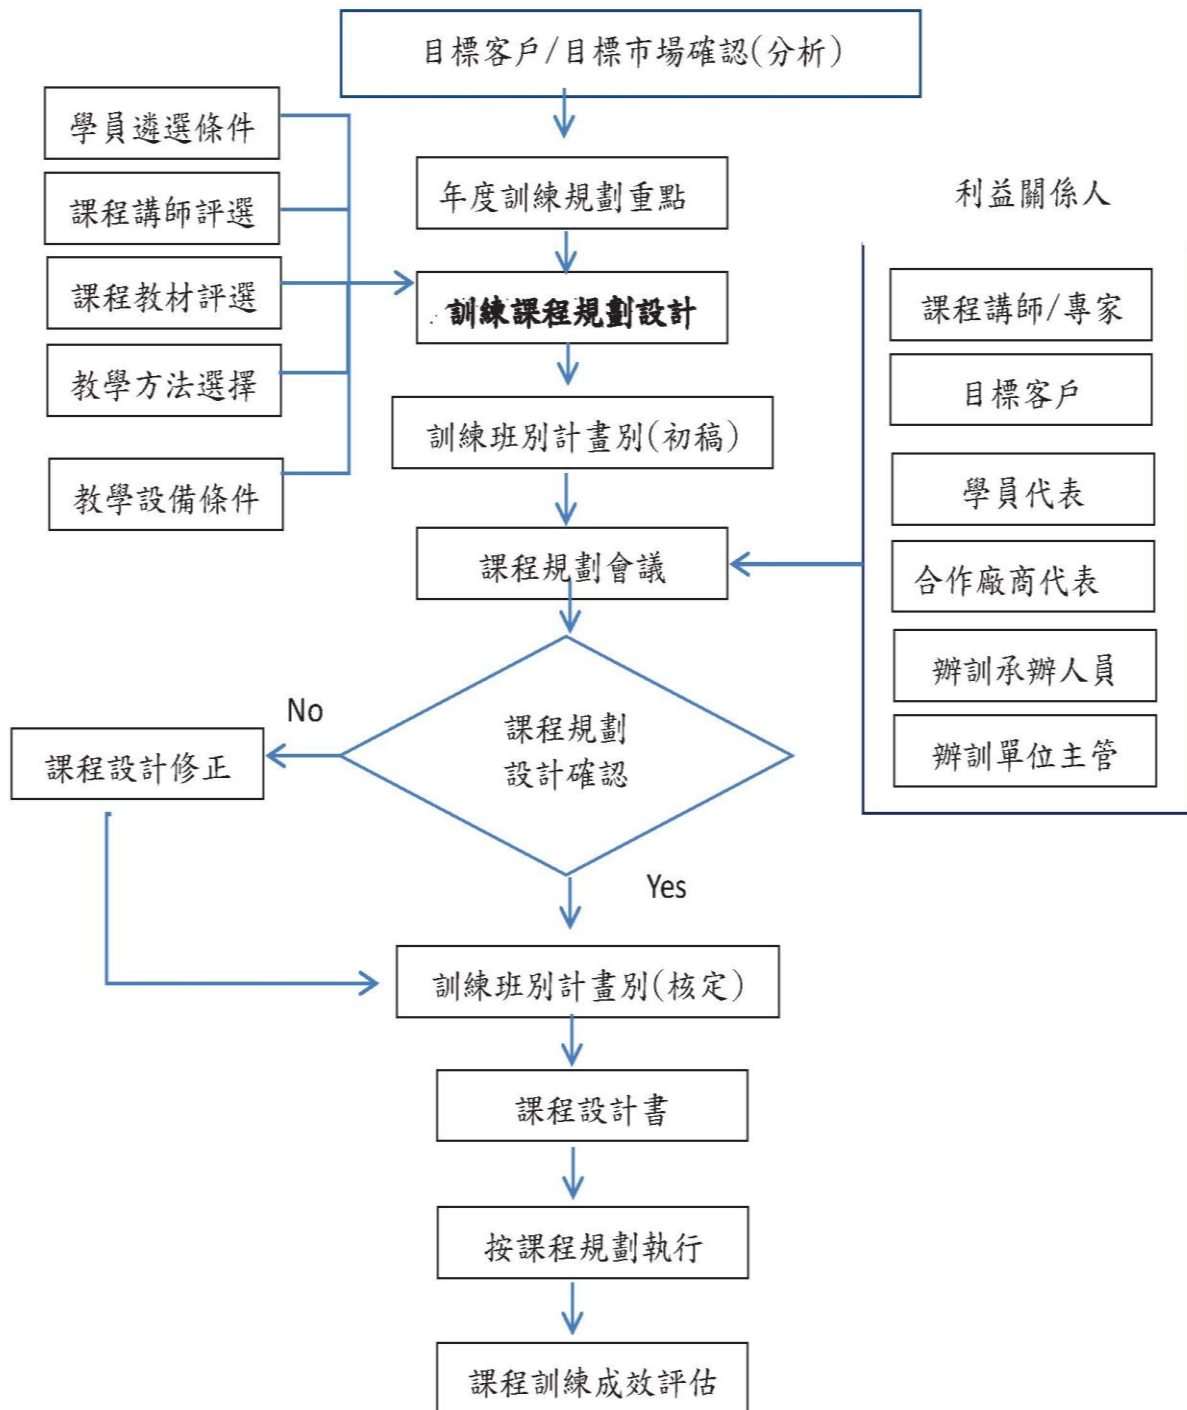 目標客戶/目標市場確認(分析)
學員遴選條件
課程講師評選
課程教材評選
教學方法選擇
教學設備條件
年度訓練規劃重點
訓練課程規劃設計
訓練班別計畫別(初稿)
課程規劃會議
利益關係人
課程講師/專家
目標客戶
學員代表
合作廠商代表
辦訓承辦人員
辦訓單位主管
課程規劃
設計確認
No
課程設計修正
Yes
訓練班別計畫別(核定)
課程設計書
按課程規劃執行
課程訓練成效評估